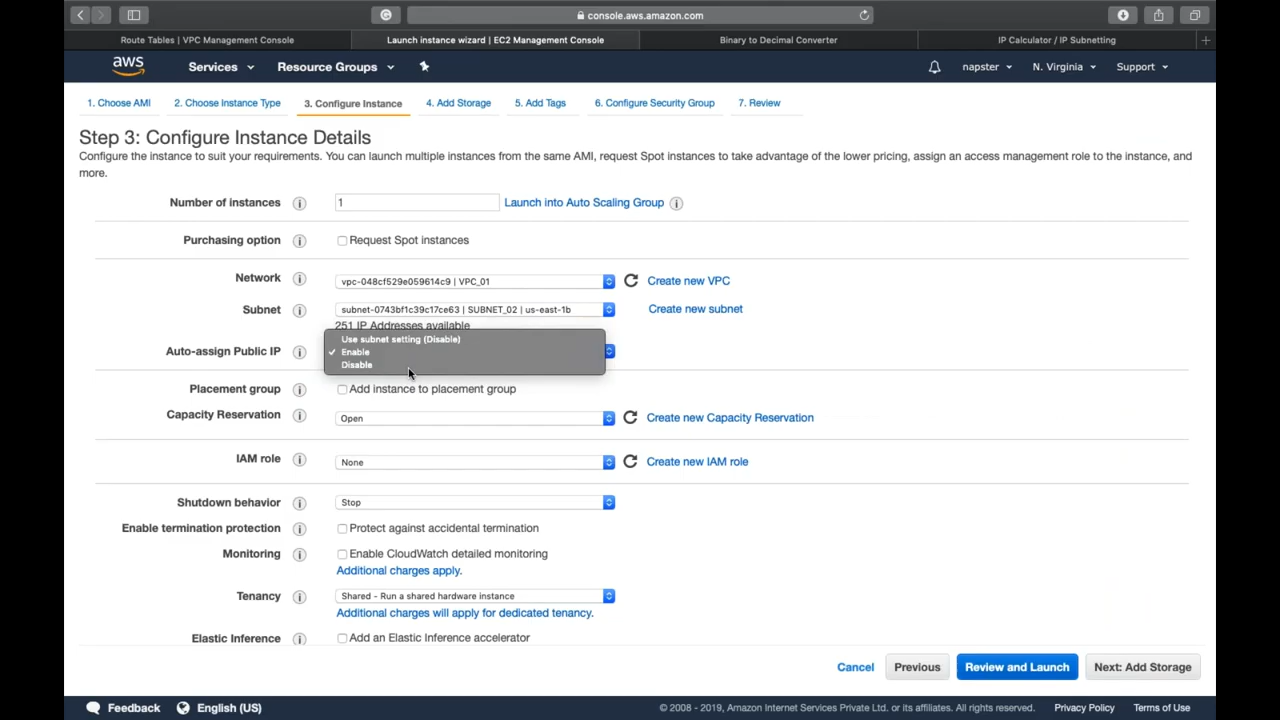 console.aws.amazon.com
Route Tables | VPC Management Console
Launch instance wizard | EC2 Management Console
Binary to Decimal Converter
IP Calculator / IP Subnetting
aws
Services
Resource Groups
napster
N. Virginia
Support
1. Choose AMI
2. Choose Instance Type
3. Configure Instance
4. Add Storage
5. Add Tags
6. Configure Security Group
7. Review
Step 3: Configure Instance Details
Configure the instance to suit your requirements. You can launch multiple instances from the same AMI, request Spot instances to take advantage of the lower pricing, assign an access management role to the instance, and
more.
Number of instances
1
Launch into Auto Scaling Group
Purchasing option
Request Spot instances
Network
vpc-048cf529e059614c9 | VPC_01
Create new VPC
Subnet
subnet-0743bf1c39c17ce63 | SUBNET_02 | us-east-1b
Create new subnet
251 IP Addresses available
Auto-assign Public IP
Use subnet setting (Disable)
✓ Enable
Disable
Placement group
Add instance to placement group
Capacity Reservation
Open
Create new Capacity Reservation
IAM role
None
Create new IAM role
Shutdown behavior
Stop
Enable termination protection
Protect against accidental termination
Monitoring
Enable CloudWatch detailed monitoring
Additional charges apply.
Tenancy
Shared - Run a shared hardware instance
Additional charges will apply for dedicated tenancy.
Elastic Inference
Add an Elastic Inference accelerator
Cancel
Previous
Review and Launch
Next: Add Storage
Feedback
English (US)
© 2008 - 2019, Amazon Internet Services Private Ltd. or its affiliates. All rights reserved.
Privacy Policy
Terms of Use